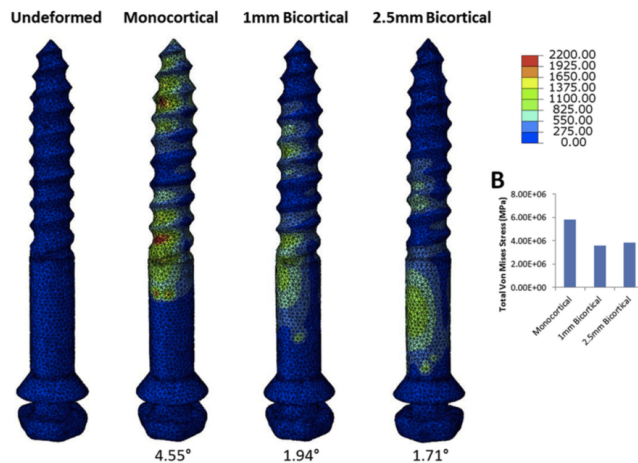 Undeformed Monocortical 1mm Bicortical 2.5mm Bicortical
2200.00
1925.00
1650.00
1375.00
1100.00
825.00
550.00
275.00
0.00
B
Total Von Mises Stress (MPa)
8.00E+06
6.00E+06
4.00E+06
2.00E+06
0.00E+00
Monocortical
1mm Bicortical
2.5mm Bicortical
4.55° 1.94° 1.71°